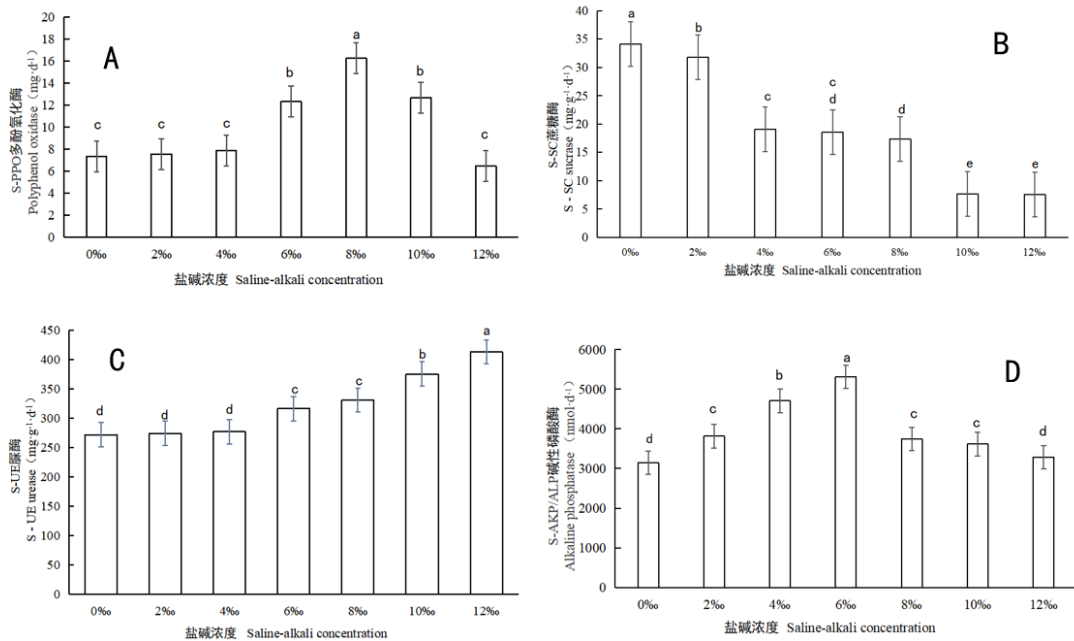 A
S-PPO多酚氧化酶
Polyphenol oxidase（mg·d⁻¹）
20
18
16
14
12
10
8
6
4
2
0
c c c b a b c
0‰ 2‰ 4‰ 6‰ 8‰ 10‰ 12‰
盐碱浓度 Saline-alkali concentration
B
S-SC蔗糖酶
S - SC sucrase（mg·g⁻¹·d⁻¹）
40
35
30
25
20
15
10
5
0
a b c c d d e e
0‰ 2‰ 4‰ 6‰ 8‰ 10‰ 12‰
盐碱浓度 Saline-alkali concentration
C
S-UE脲酶
S - UE urease（mg·g⁻¹·d⁻¹）
450
400
350
300
250
200
150
100
50
0
d d d c c b a
0‰ 2‰ 4‰ 6‰ 8‰ 10‰ 12‰
盐碱浓度 Saline-alkali concentration
D
S-AKP/ALP碱性磷酸酶
Alkaline phosphatase（nmol·d⁻¹）
6000
5000
4000
3000
2000
1000
0
d c b a c c d
0‰ 2‰ 4‰ 6‰ 8‰ 10‰ 12‰
盐碱浓度 Saline-alkali concentration